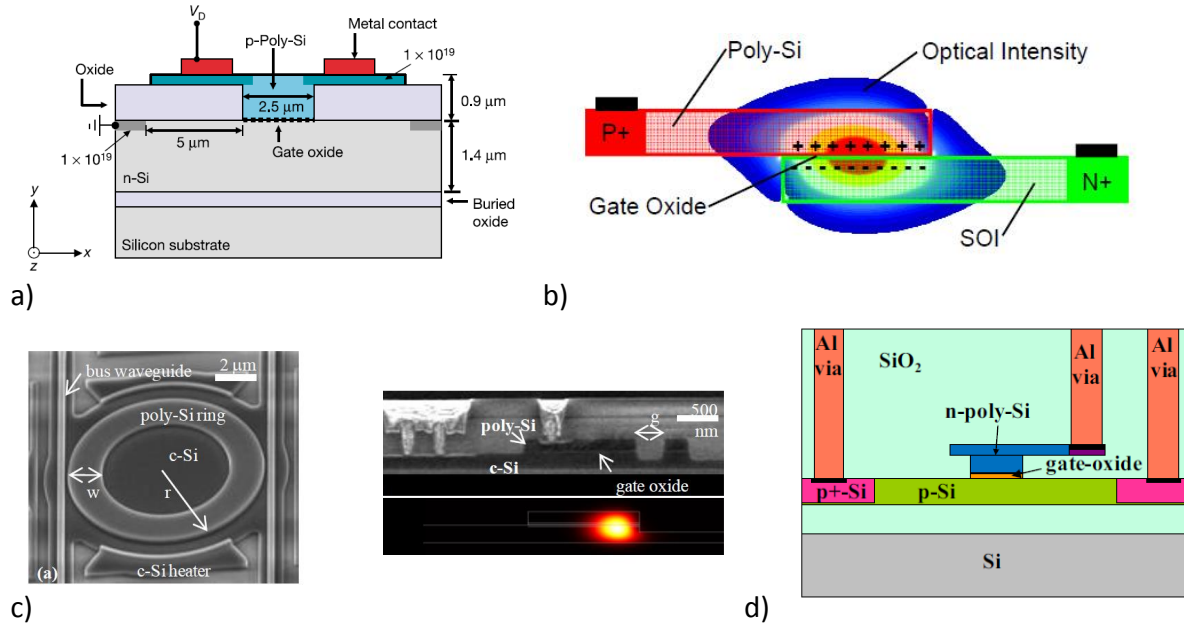 V_D
p-Poly-Si
Metal contact
1 × 10^19
Oxide
2.5 μm
0.9 μm
5 μm
Gate oxide
1 × 10^19
1.4 μm
n-Si
Buried oxide
Silicon substrate
y
x
z
a)
Poly-Si
Optical Intensity
P+
+ + + + + + + +
- - - - - - - -
N+
Gate Oxide
SOI
b)
bus waveguide
2 μm
poly-Si ring
c-Si
w
r
c-Si heater
(a)
c)
poly-Si
g
500
nm
c-Si
gate oxide
Al
via
SiO₂
Al
via
Al
via
n-poly-Si
gate-oxide
p+-Si
p-Si
Si
d)